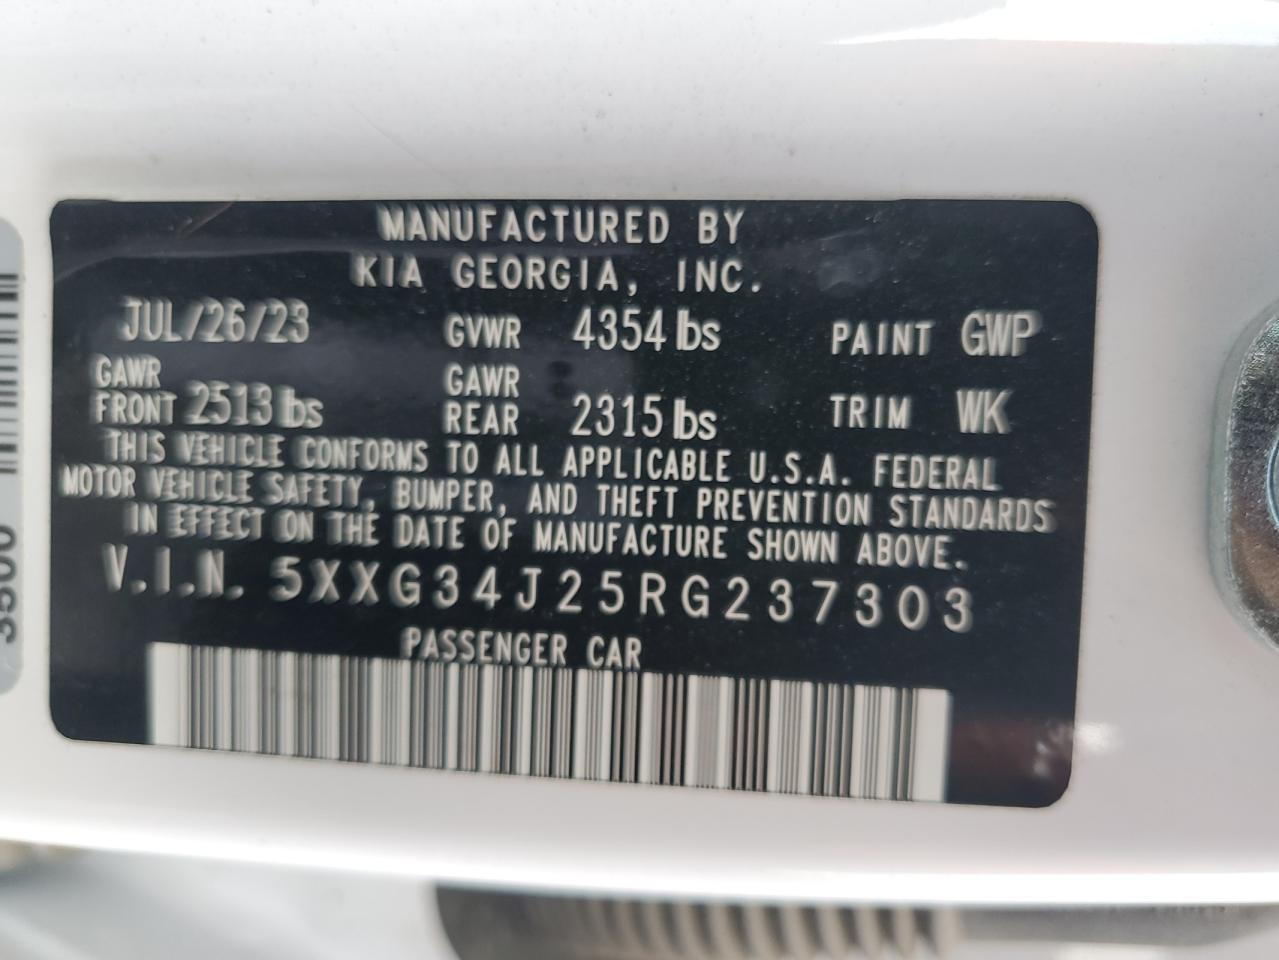 MANUFACTURED BY
KIA GEORGIA, INC.
JUL/26/23 GVWR 4354 lbs PAINT GWP
GAWR FRONT 2513 lbs GAWR REAR 2315 lbs TRIM WK
THIS VEHICLE CONFORMS TO ALL APPLICABLE U.S.A. FEDERAL
MOTOR VEHICLE SAFETY, BUMPER, AND THEFT PREVENTION STANDARDS
IN EFFECT ON THE DATE OF MANUFACTURE SHOWN ABOVE.
V.I.N. 5XXG34J25RG237303
PASSENGER CAR